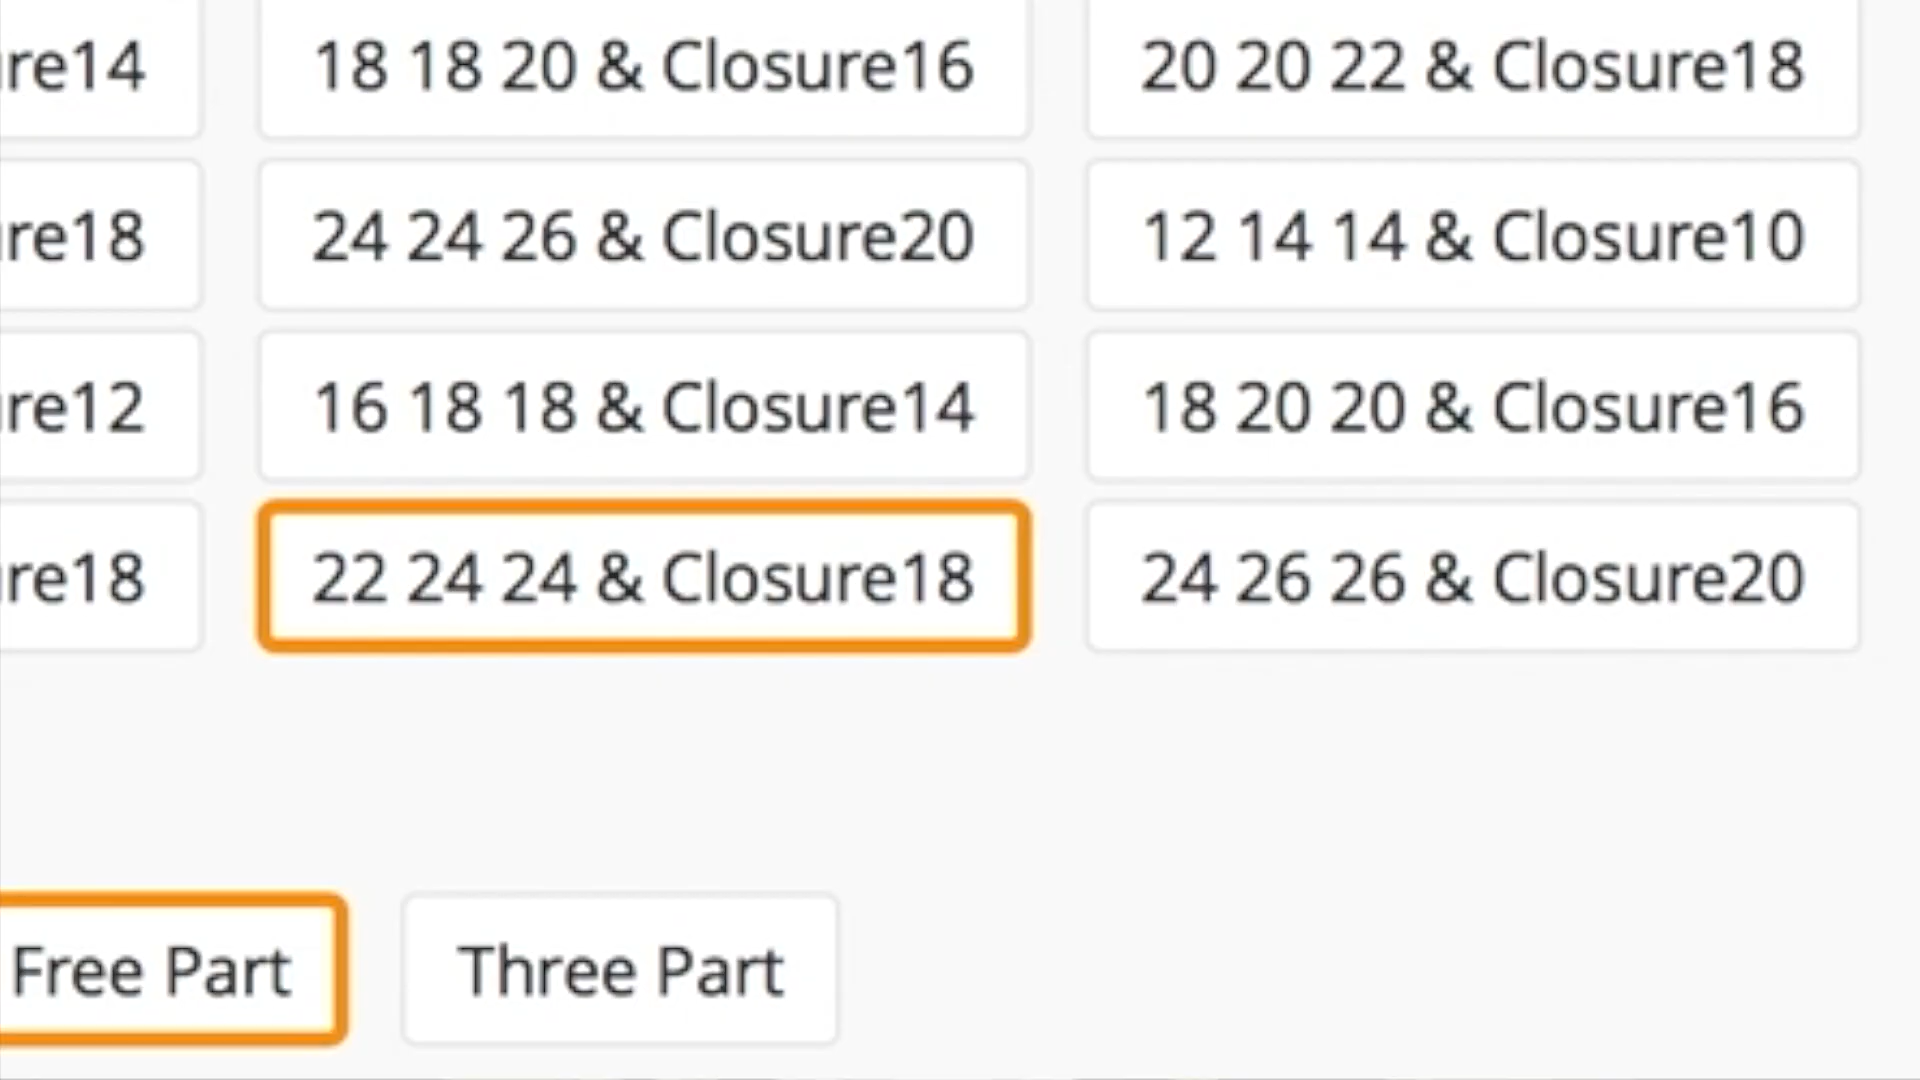 re14 18 18 20 & Closure16 20 20 22 & Closure18
re18 24 24 26 & Closure20 12 14 14 & Closure10
re12 16 18 18 & Closure14 18 20 20 & Closure16
re18 22 24 24 & Closure18 24 26 26 & Closure20
Free Part Three Part